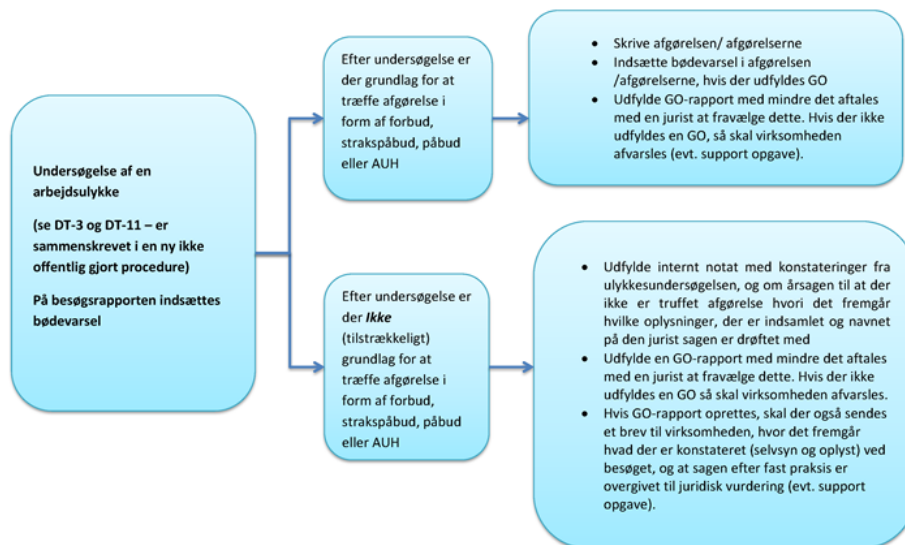 Undersøgelse af en
arbejdsulykke
(se DT-3 og DT-11 – er
sammenskrevet i en ny ikke
offentlig gjort procedure)
På besøgsrapporten indsættes
bødevarsel
Efter undersøgelse er
der grundlag for at
træffe afgørelse i
form af forbud,
strakspåbud, påbud
eller AUH
• Skrive afgørelsen/ afgørelserne
• Indsætte bødevarsel i afgørelsen
/afgørelserne, hvis der udfyldes GO
• Udfylde GO-rapport med mindre det aftales
med en jurist at fravælge dette. Hvis der ikke
udfyldes en GO, så skal virksomheden
afvarsles (evt. support opgave).
Efter undersøgelse er
der Ikke
(tilstrækkeligt)
grundlag for at
træffe afgørelse i
form af forbud,
strakspåbud, påbud
eller AUH
• Udfylde internt notat med konstateringer fra
ulykkesundersøgelsen, og om årsagen til at der
ikke er truffet afgørelse hvori det fremgår
hvilke oplysninger, der er indsamlet og navnet
på den jurist sagen er drøftet med
• Udfylde en GO-rapport med mindre det aftales
med en jurist at fravælge dette. Hvis der ikke
udfyldes en GO så skal virksomheden afvarsles.
• Hvis GO-rapport oprettes, skal der også sendes
et brev til virksomheden, hvor det fremgår
hvad der er konstateret (selvsyn og oplyst) ved
besøget, og at sagen efter fast praksis er
overgivet til juridisk vurdering (evt. support
opgave).